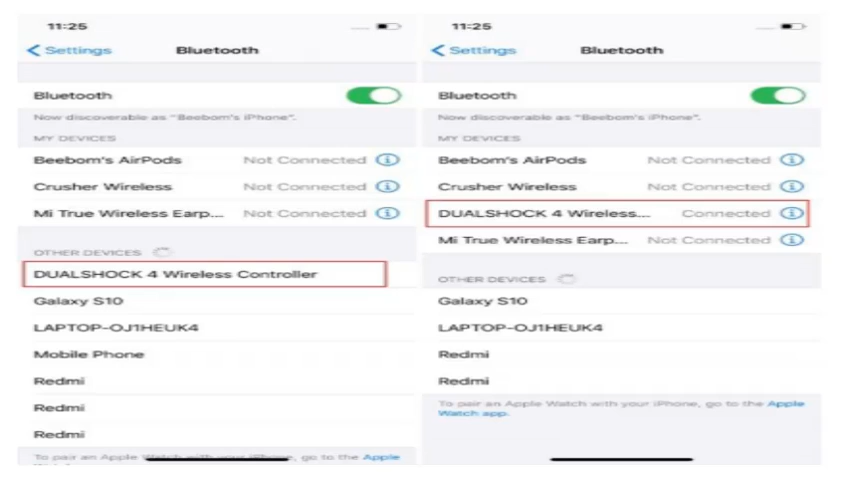 11:25
Settings
Bluetooth
Bluetooth
Now discoverable as "Beebom's iPhone".
MY DEVICES
Beebom's AirPods Not Connected
Crusher Wireless Not Connected
Mi True Wireless Earp... Not Connected
OTHER DEVICES
DUALSHOCK 4 Wireless Controller
Galaxy S10
LAPTOP-OJ1HEUK4
Mobile Phone
Redmi
Redmi
Redmi
To pair an Apple Watch with your iPhone, go to the Apple
11:25
Settings
Bluetooth
Bluetooth
Now discoverable as "Beebom's iPhone".
MY DEVICES
Beebom's AirPods Not Connected
Crusher Wireless Not Connected
DUALSHOCK 4 Wireless... Connected
Mi True Wireless Earp... Not Connected
OTHER DEVICES
Galaxy S10
LAPTOP-OJ1HEUK4
Redmi
Redmi
To pair an Apple Watch with your iPhone, go to the Apple
Watch app.